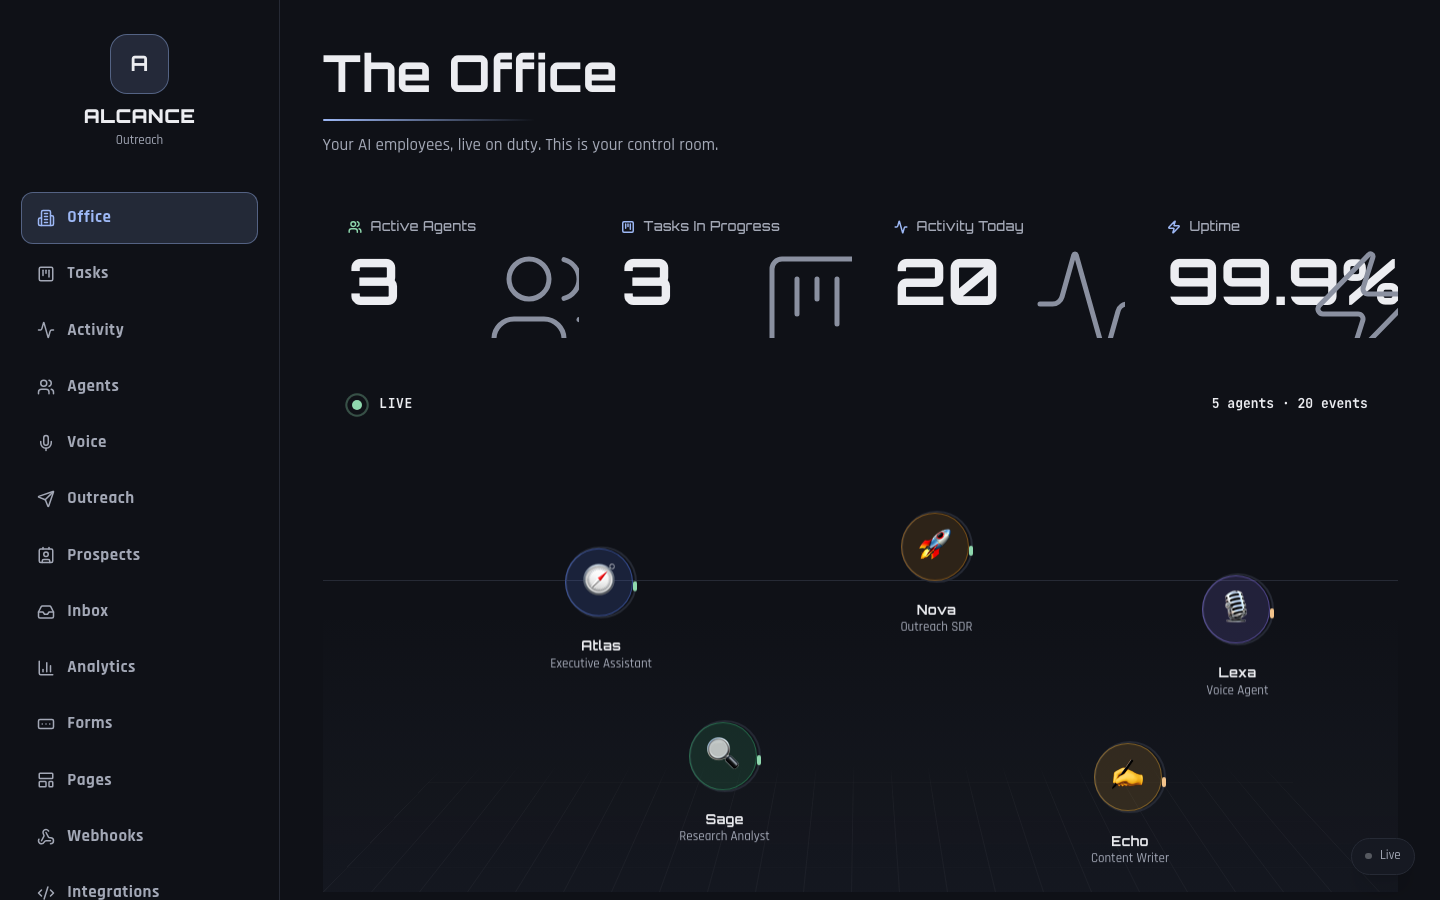 A
ALCANCE
Outreach
Office
Tasks
Activity
Agents
Voice
Outreach
Prospects
Inbox
Analytics
Forms
Pages
Webhooks
Integrations
The Office
Your AI employees, live on duty. This is your control room.
Active Agents
3
Tasks In Progress
3
Activity Today
20
Uptime
99.9%
LIVE
5 agents · 20 events
Nova
Outreach SDR
Atlas
Executive Assistant
Lexa
Voice Agent
Sage
Research Analyst
Echo
Content Writer
Live